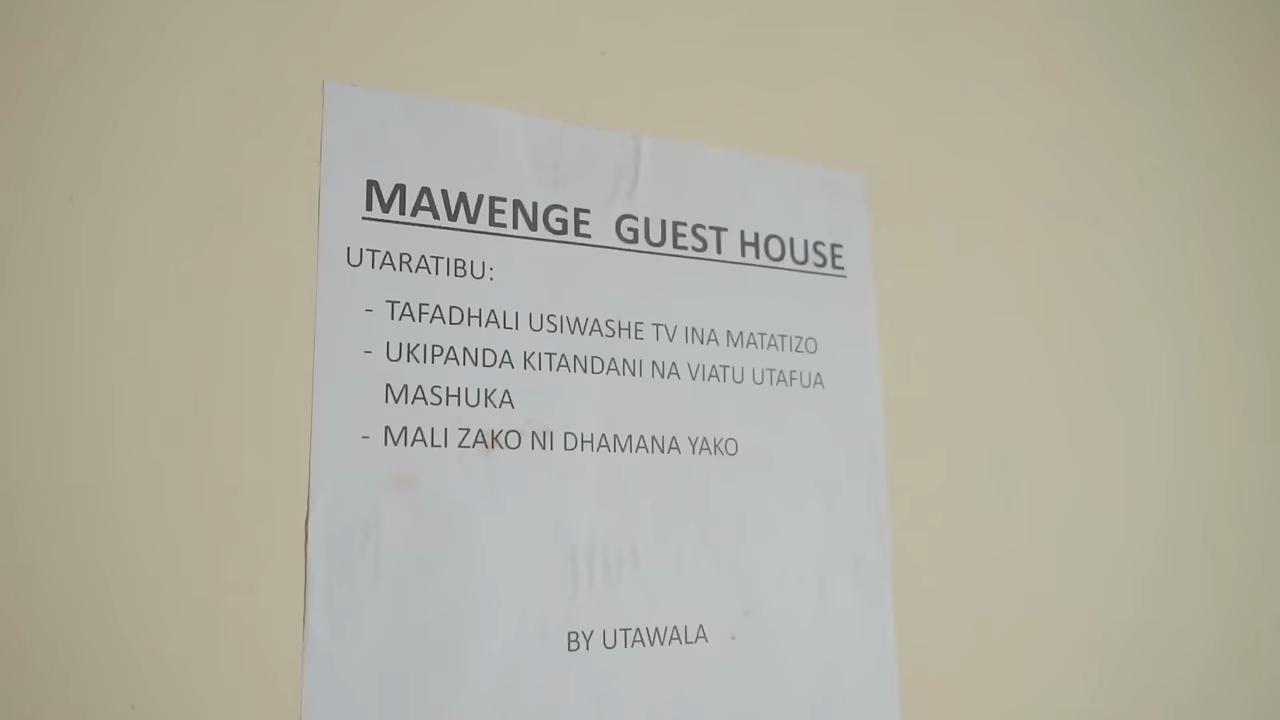 MAWENGE GUEST HOUSE
UTARATIBU:
- TAFADHALI USIWASHE TV INA MATATIZO
- UKIPANDA KITANDANI NA VIATU UTAFUA
MASHUKA
- MALI ZAKO NI DHAMANA YAKO
BY UTAWALA